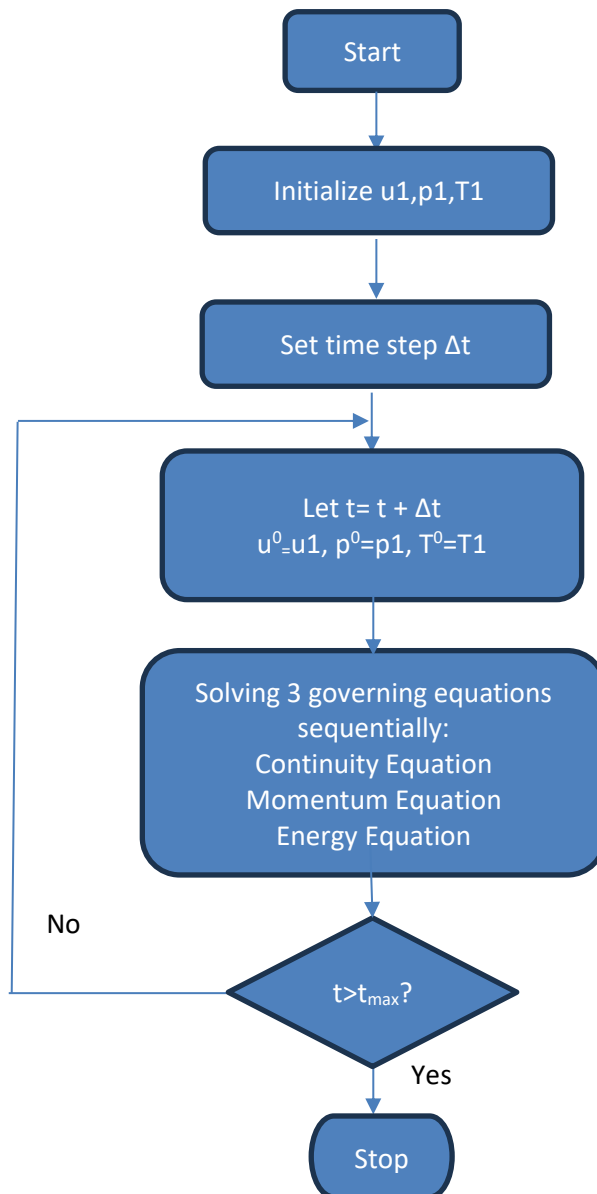 Start
Initialize u1,p1,T1
Set time step Δt
Let t= t + Δt
u⁰₌u1, p⁰=p1, T⁰=T1
Solving 3 governing equations
sequentially:
Continuity Equation
Momentum Equation
Energy Equation
No
t>tₘₐₓ?
Yes
Stop